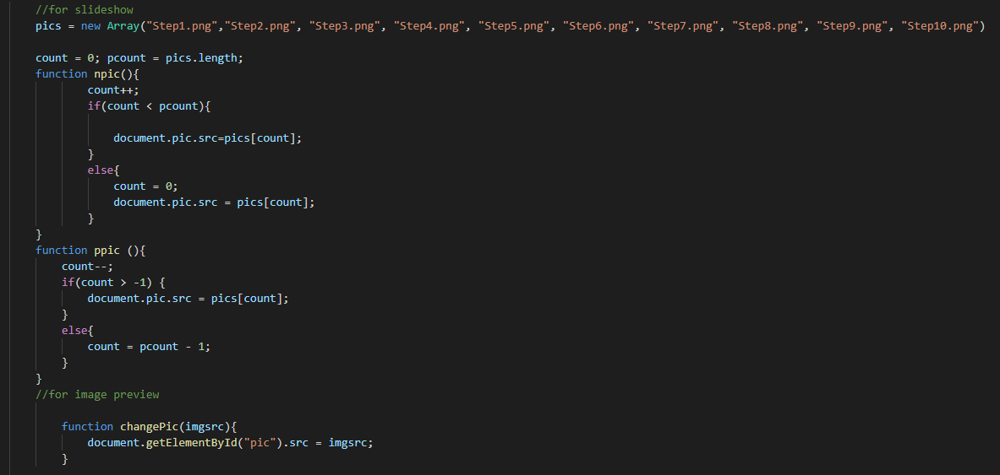 //for slideshow
pics = new Array("Step1.png","Step2.png", "Step3.png", "Step4.png", "Step5.png", "Step6.png", "Step7.png", "Step8.png", "Step9.png", "Step10.png")
count = 0; pcount = pics.length;
function npic(){
count++;
if(count < pcount){
document.pic.src=pics[count];
}
else{
count = 0;
document.pic.src = pics[count];
}
}
function ppic (){
count--;
if(count > -1) {
document.pic.src = pics[count];
}
else{
count = pcount - 1;
}
}
//for image preview
function changePic(imgsrc){
document.getElementById("pic").src = imgsrc;
}